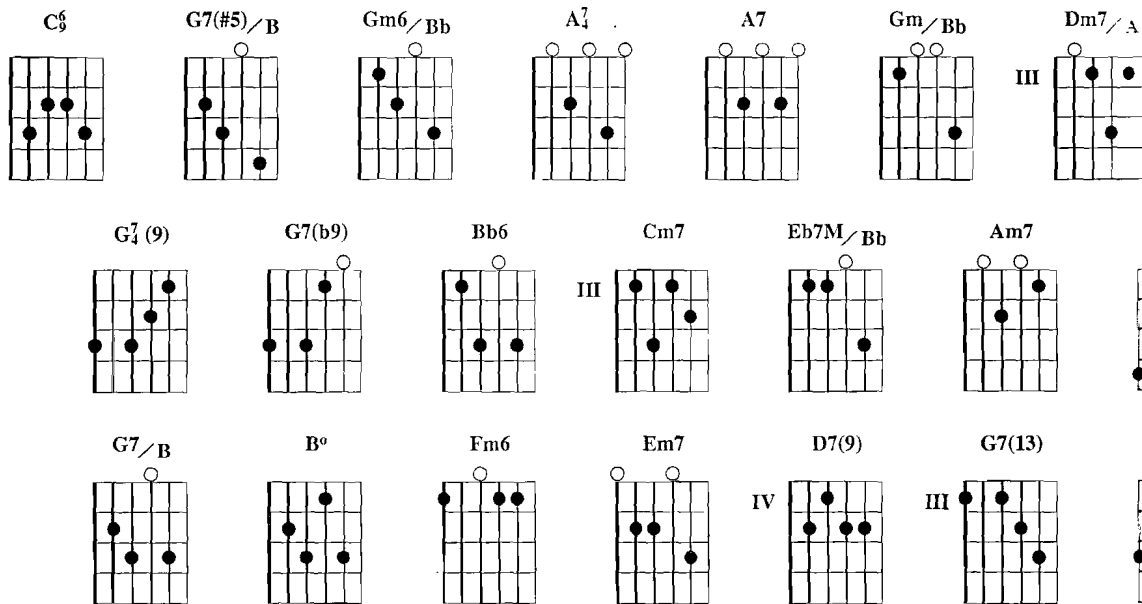 C6/9 G7(#5)/B Gm6/Bb A7/4 A7 Gm/Bb Dm7/A
III
G7/4 (9) G7(b9) Bb6 Cm7 Eb7M/Bb Am7
III
G7/B Bº Fm6 Em7 D7(9) G7(13)
IV III